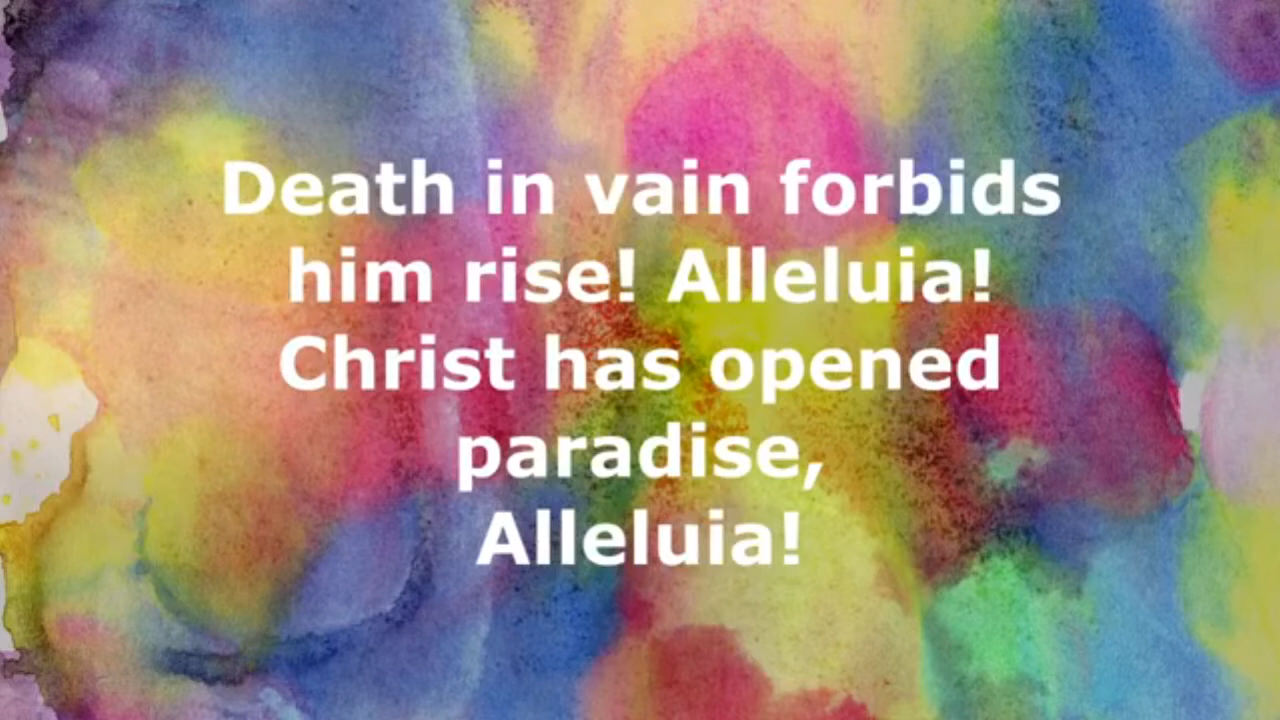 Death in vain forbids
him rise! Alleluia!
Christ has opened
paradise,
Alleluia!